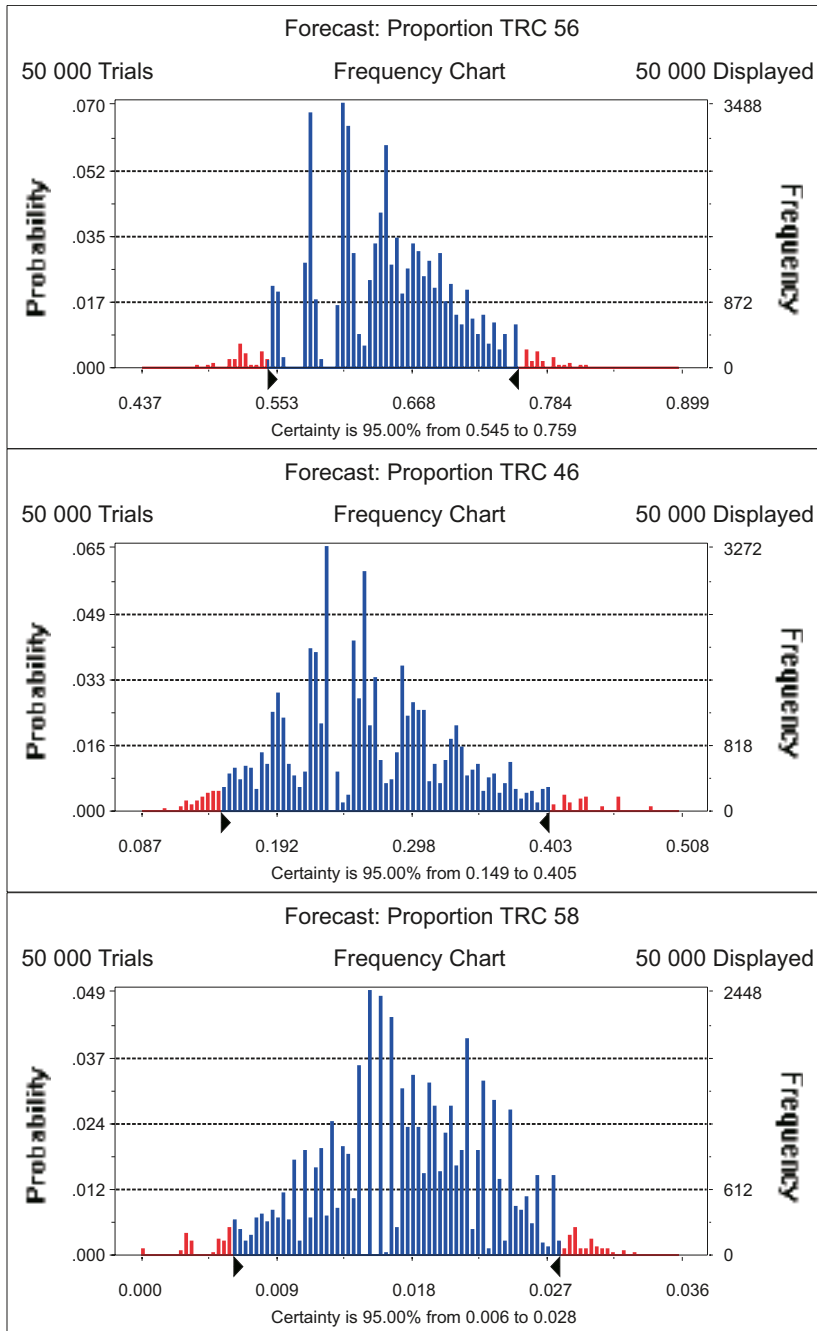 Forecast: Proportion TRC 56
50 000 Trials Frequency Chart 50 000 Displayed
Probability
Frequency
.070 3488
.052
.035
.017 872
.000 0
0.437 0.553 0.668 0.784 0.899
Certainty is 95.00% from 0.545 to 0.759
Forecast: Proportion TRC 46
50 000 Trials Frequency Chart 50 000 Displayed
Probability
Frequency
.065 3272
.049
.033
.016 818
.000 0
0.087 0.192 0.298 0.403 0.508
Certainty is 95.00% from 0.149 to 0.405
Forecast: Proportion TRC 58
50 000 Trials Frequency Chart 50 000 Displayed
Probability
Frequency
.049 2448
.037
.024
.012 612
.000 0
0.000 0.009 0.018 0.027 0.036
Certainty is 95.00% from 0.006 to 0.028